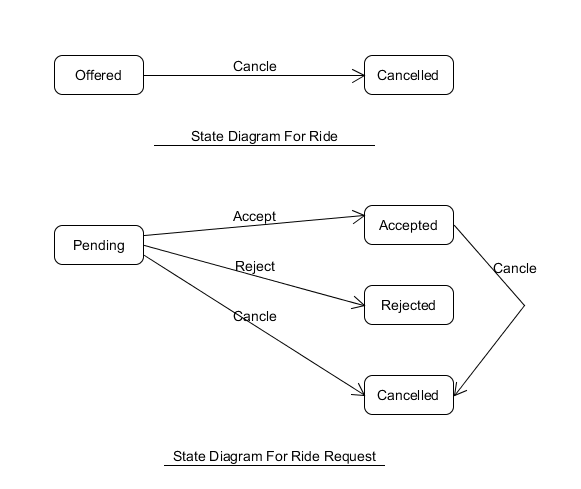 Offered
Cancle
Cancelled
State Diagram For Ride
Pending
Accept
Accepted
Cancle
Reject
Rejected
Cancle
Cancelled
State Diagram For Ride Request